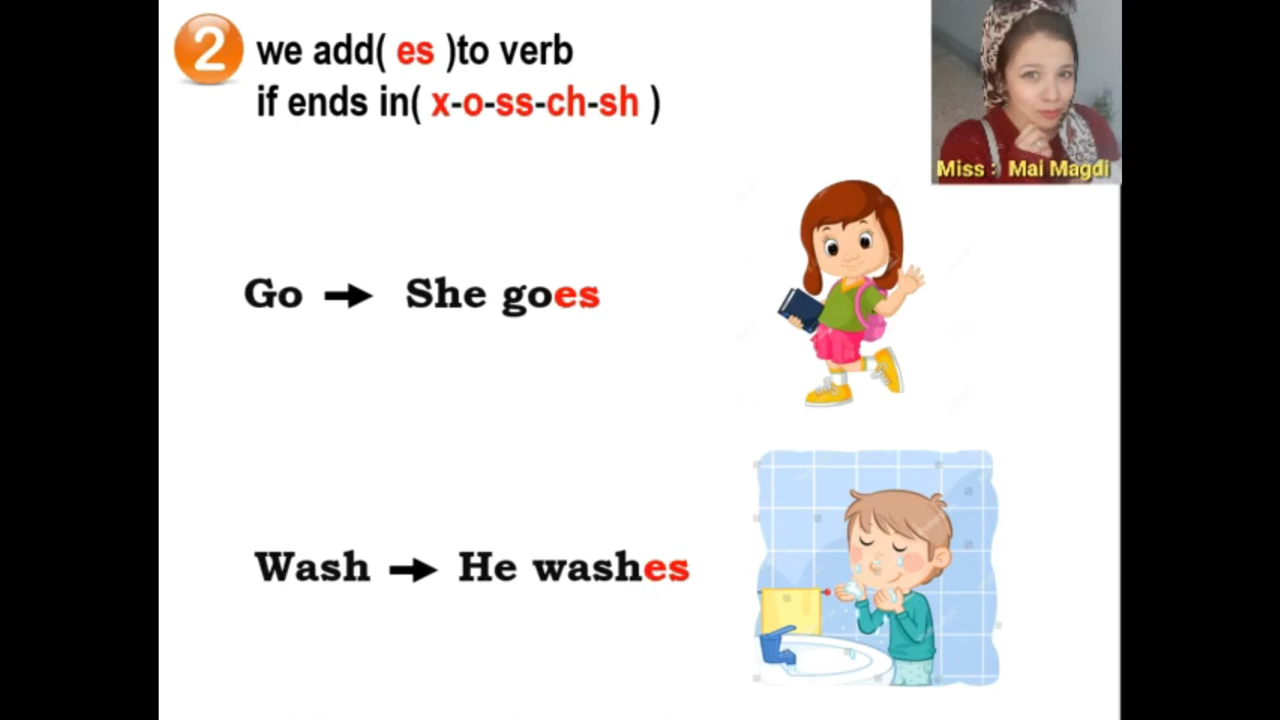 2
we add( es )to verb
if ends in( x-o-ss-ch-sh )
Miss : Mai Magdi
Go → She goes
Wash → He washes